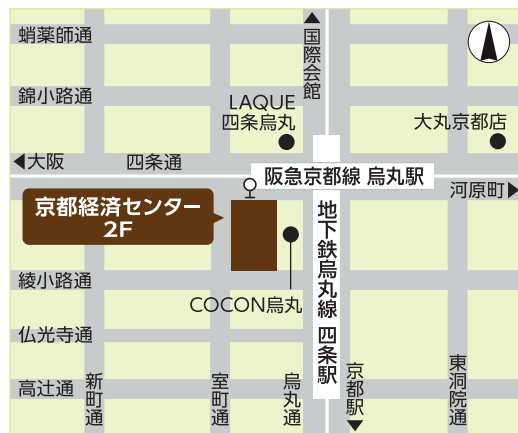 蛸薬師通
国際会館
錦小路通
LAQUE
四条烏丸
大丸京都店
大阪
四条通
阪急京都線 烏丸駅
河原町
京都経済センター
2F
地下鉄烏丸線 四条駅
綾小路通
COCON烏丸
仏光寺通
高辻通
新町通
室町通
烏丸通
京都駅
東洞院通